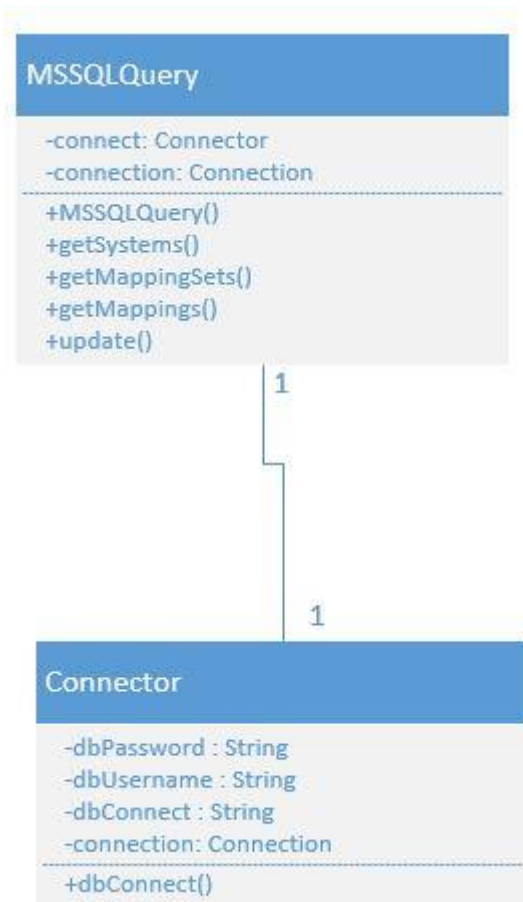 MSSQLQuery
-connect: Connector
-connection: Connection
+MSSQLQuery()
+getSystems()
+getMappingSets()
+getMappings()
+update()
1
1
Connector
-dbPassword : String
-dbUsername : String
-dbConnect : String
-connection: Connection
+dbConnect()